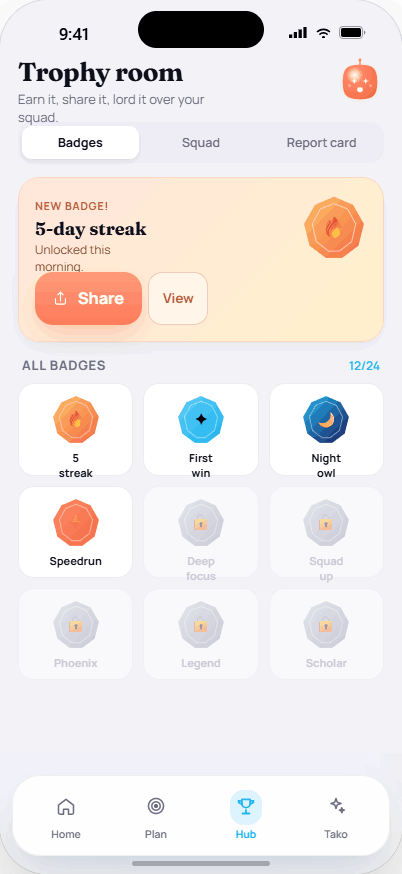 9:41
Trophy room
Earn it, share it, lord it over your
squad.
Badges
Squad
Report card
NEW BADGE!
5-day streak
Unlocked this
morning.
Share
View
ALL BADGES
12/24
5
streak
First
win
Night
owl
Speedrun
Deep
focus
Squad
up
Phoenix
Legend
Scholar
Home
Plan
Hub
Tako